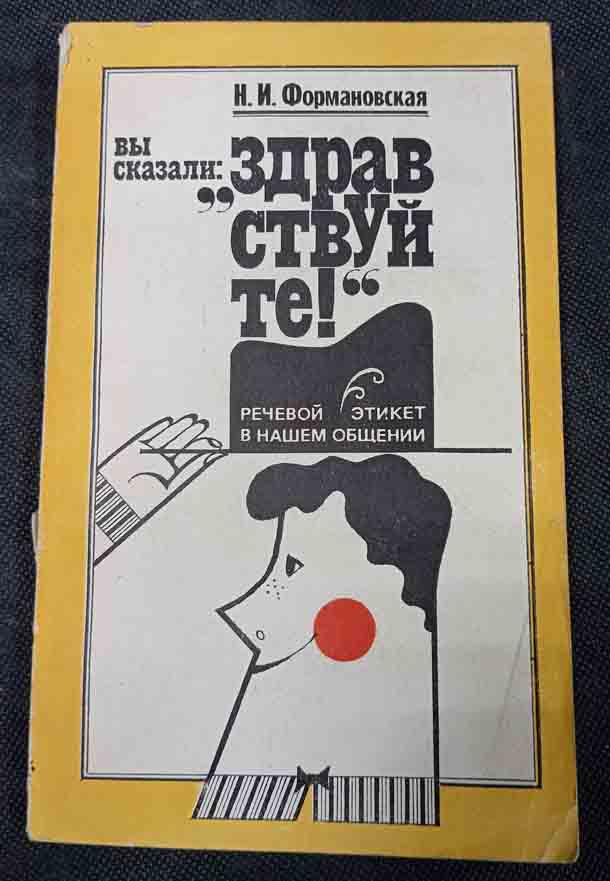 Н. И. Формановская
вы
сказали:
„здрав
ствуй
те!“
РЕЧЕВОЙ ЭТИКЕТ
В НАШЕМ ОБЩЕНИИ